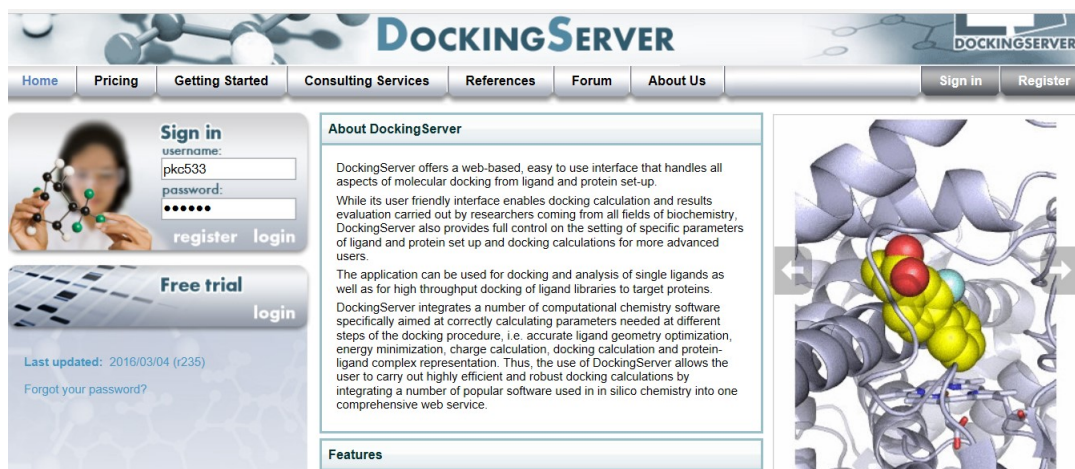 DOCKINGSERVER
DOCKINGSERVER
Home Pricing Getting Started Consulting Services References Forum About Us Sign in Register
Sign in
username:
pkc533
password:
••••••
register login
Free trial
login
Last updated: 2016/03/04 (r235)
Forgot your password?
About DockingServer
DockingServer offers a web-based, easy to use interface that handles all
aspects of molecular docking from ligand and protein set-up.
While its user friendly interface enables docking calculation and results
evaluation carried out by researchers coming from all fields of biochemistry,
DockingServer also provides full control on the setting of specific parameters
of ligand and protein set up and docking calculations for more advanced
users.
The application can be used for docking and analysis of single ligands as
well as for high throughput docking of ligand libraries to target proteins.
DockingServer integrates a number of computational chemistry software
specifically aimed at correctly calculating parameters needed at different
steps of the docking procedure, i.e. accurate ligand geometry optimization,
energy minimization, charge calculation, docking calculation and protein-
ligand complex representation. Thus, the use of DockingServer allows the
user to carry out highly efficient and robust docking calculations by
integrating a number of popular software used in in silico chemistry into one
comprehensive web service.
Features